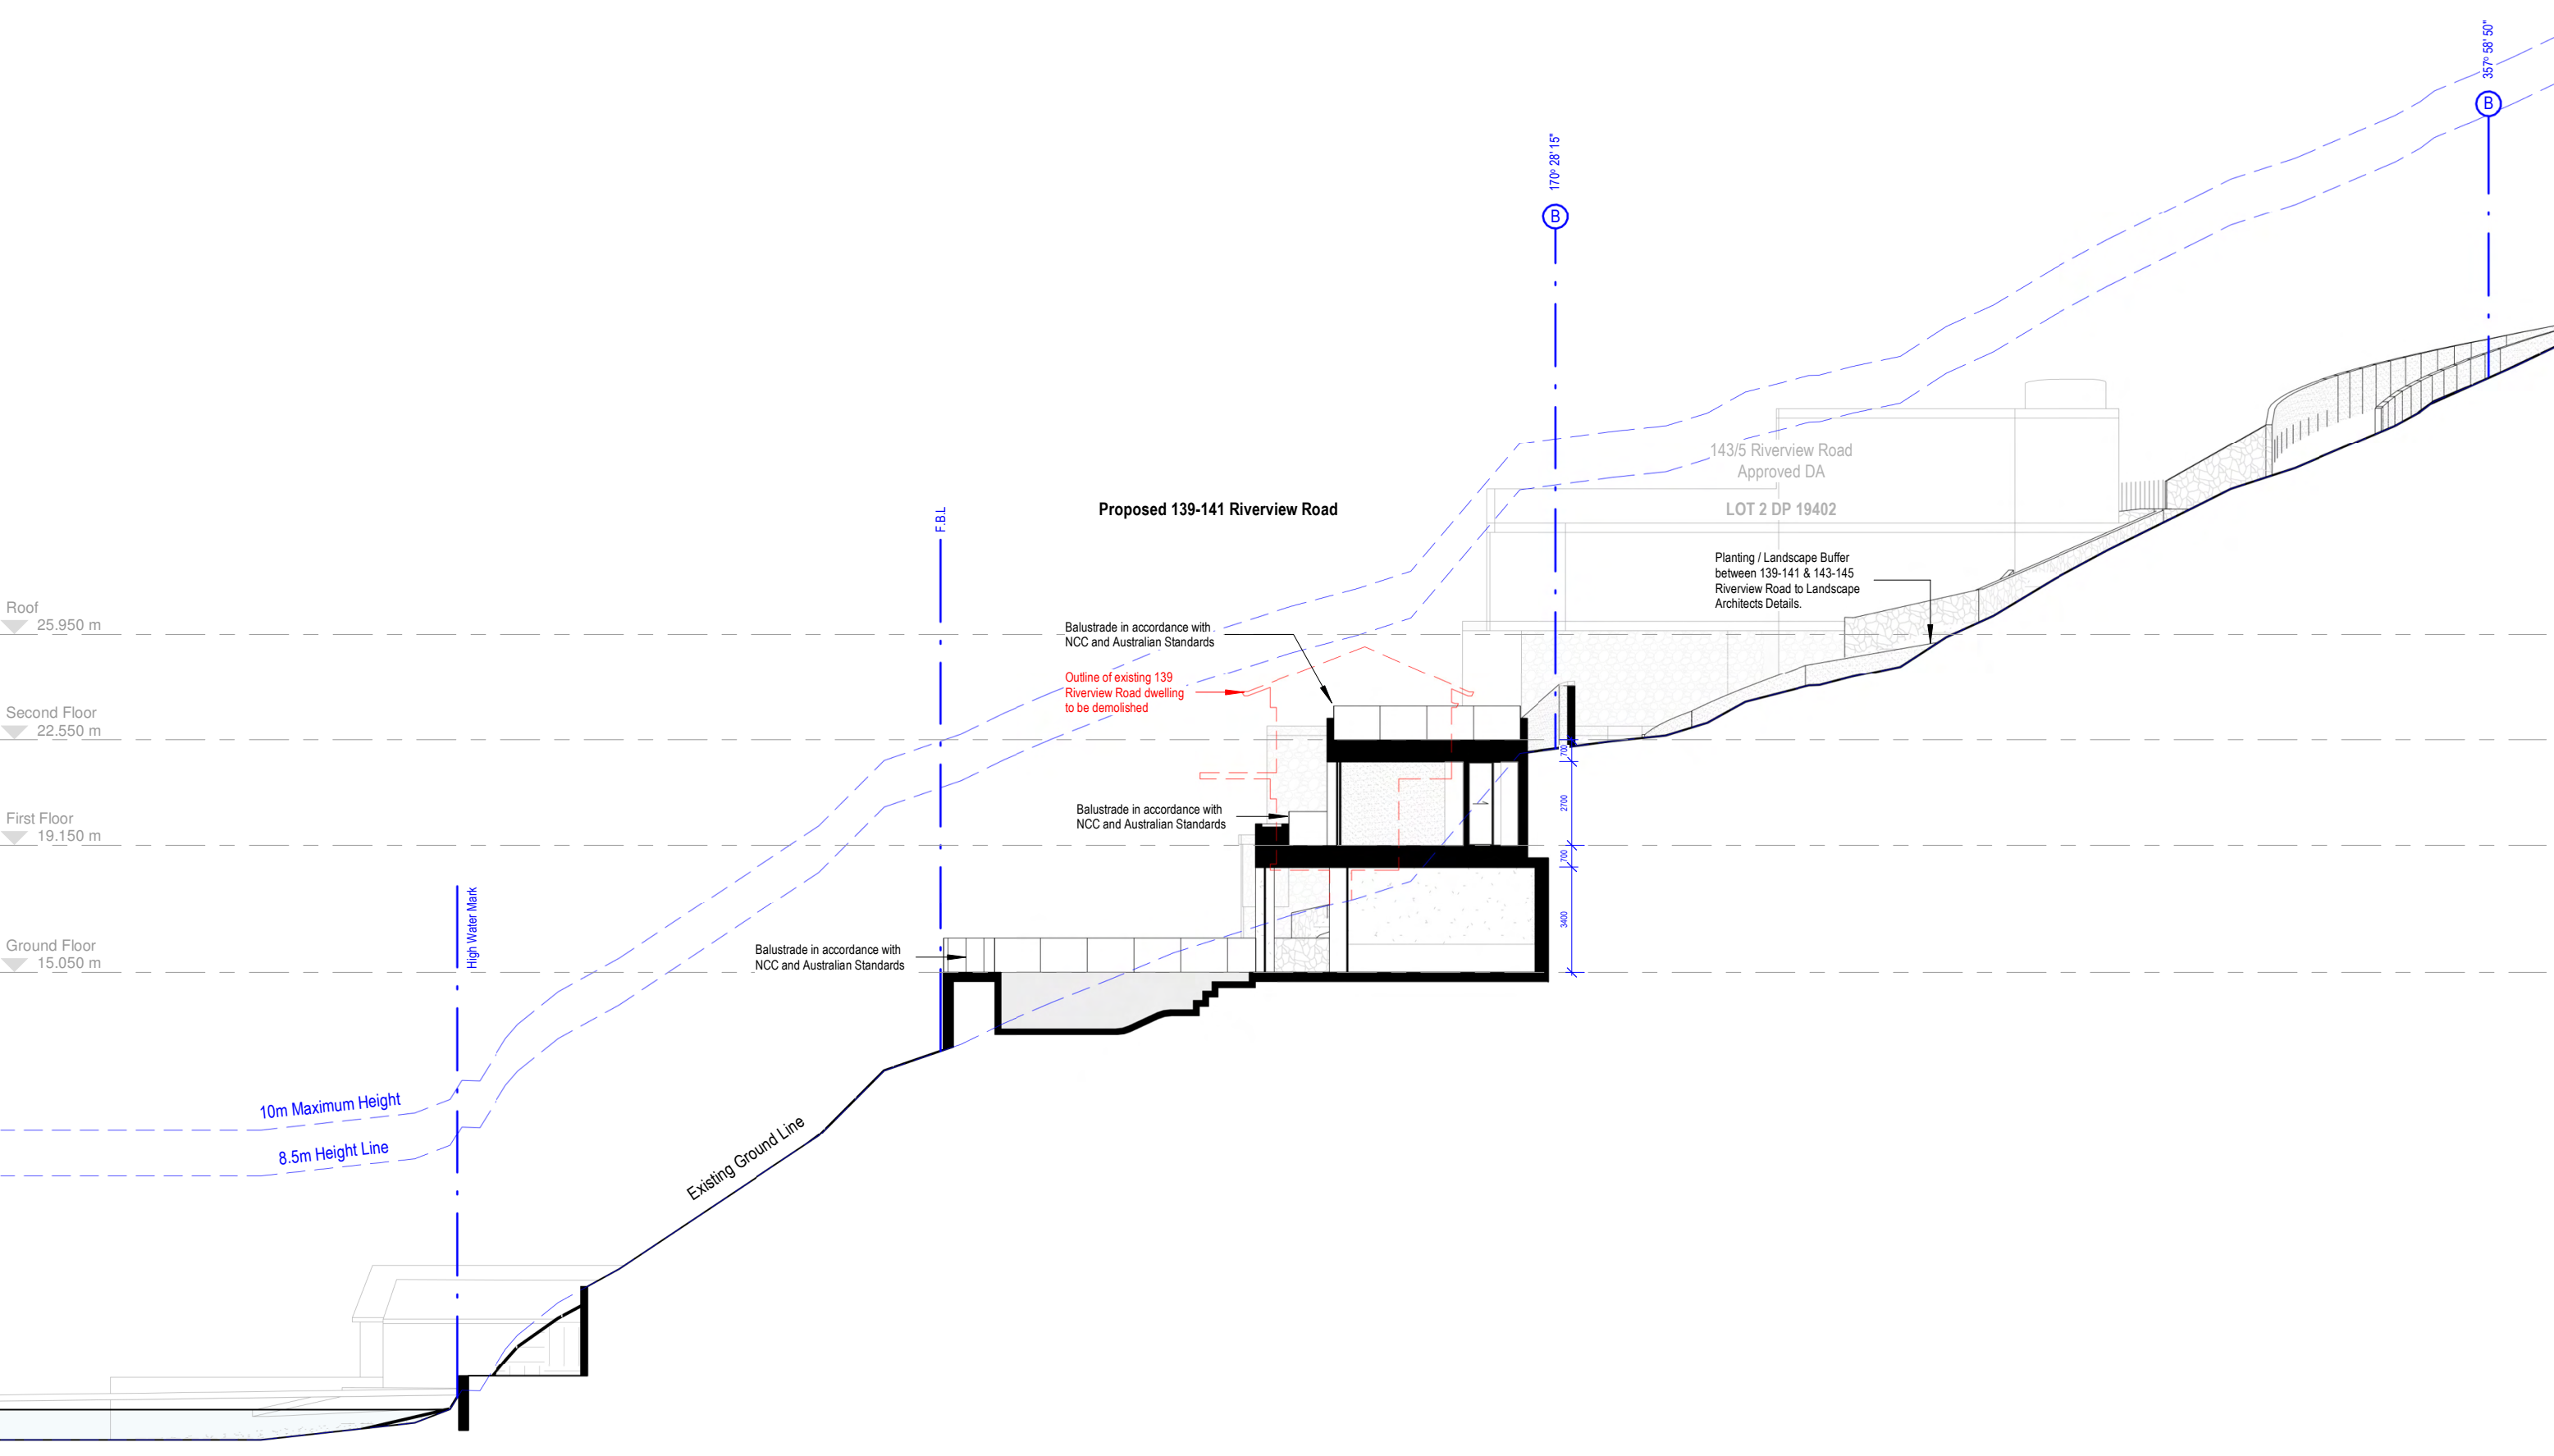 357° 58' 50"
B
170° 28' 15"
B
143/5 Riverview Road
Approved DA
LOT 2 DP 19402
Proposed 139-141 Riverview Road
F.B.L
Planting / Landscape Buffer
between 139-141 & 143-145
Riverview Road to Landscape
Architects Details.
Roof
25.950 m
Balustrade in accordance with
NCC and Australian Standards
Outline of existing 139
Riverview Road dwelling
to be demolished
Second Floor
22.550 m
700
2700
Balustrade in accordance with
NCC and Australian Standards
First Floor
19.150 m
700
3400
High Water Mark
Ground Floor
15.050 m
Balustrade in accordance with
NCC and Australian Standards
10m Maximum Height
8.5m Height Line
Existing Ground Line